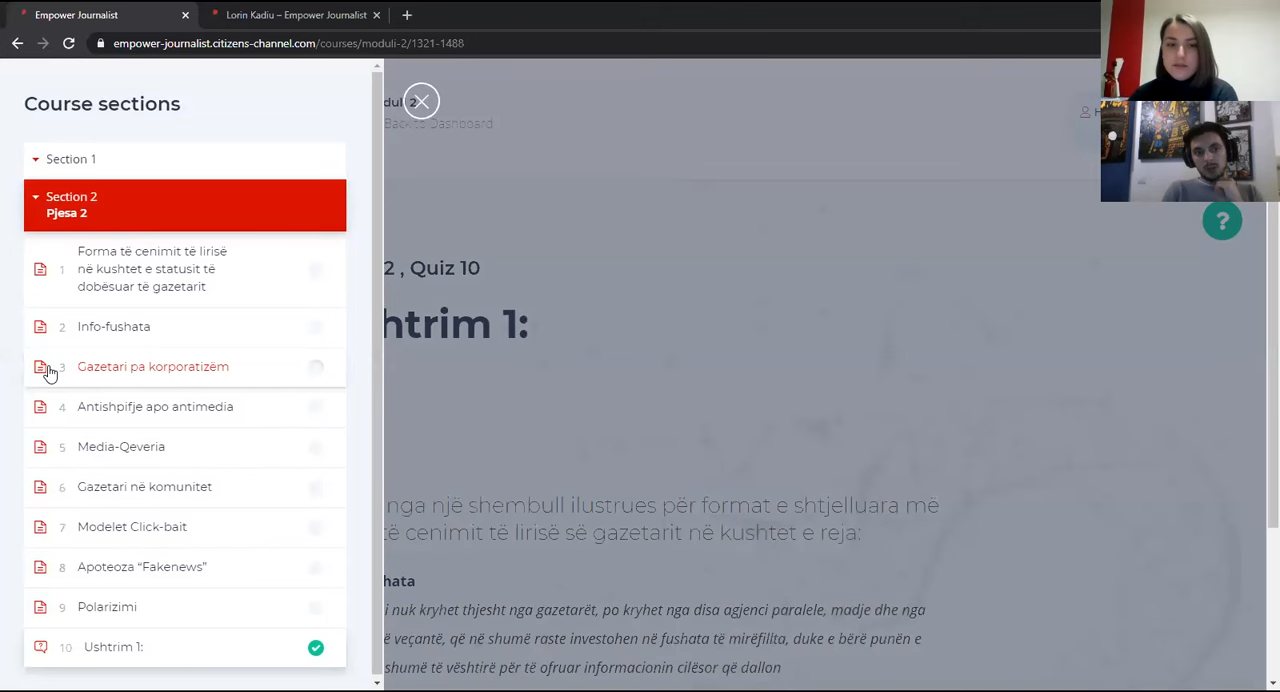 Empower Journalist
Lorin Kadiu – Empower Journalist
empower-journalist.citizens-channel.com/courses/moduli-2/1321-1488
Course sections
Section 1
Section 2
Pjesa 2
1 Forma të cenimit të lirisë
në kushtet e statusit të
dobësuar të gazetarit
2 Info-fushata
3 Gazetari pa korporatizëm
4 Antishpifje apo antimedia
5 Media-Qeveria
6 Gazetari në komunitet
7 Modelet Click-bait
8 Apoteoza “Fakenews”
9 Polarizimi
10 Ushtrim 1:
dul 2
Back to Dashboard
H
?
2 , Quiz 10
htrim 1:
nga një shembull ilustrues për format e shtjelluara më
të cenimit të lirisë së gazetarit në kushtet e reja:
hata
i nuk kryhet thjesht nga gazetarët, po kryhet nga disa agjenci paralele, madje dhe nga
ë veçantë, që në shumë raste investohen në fushata të mirëfillta, duke e bërë punën e
shumë të vështirë për të ofruar informacionin cilësor që dallon